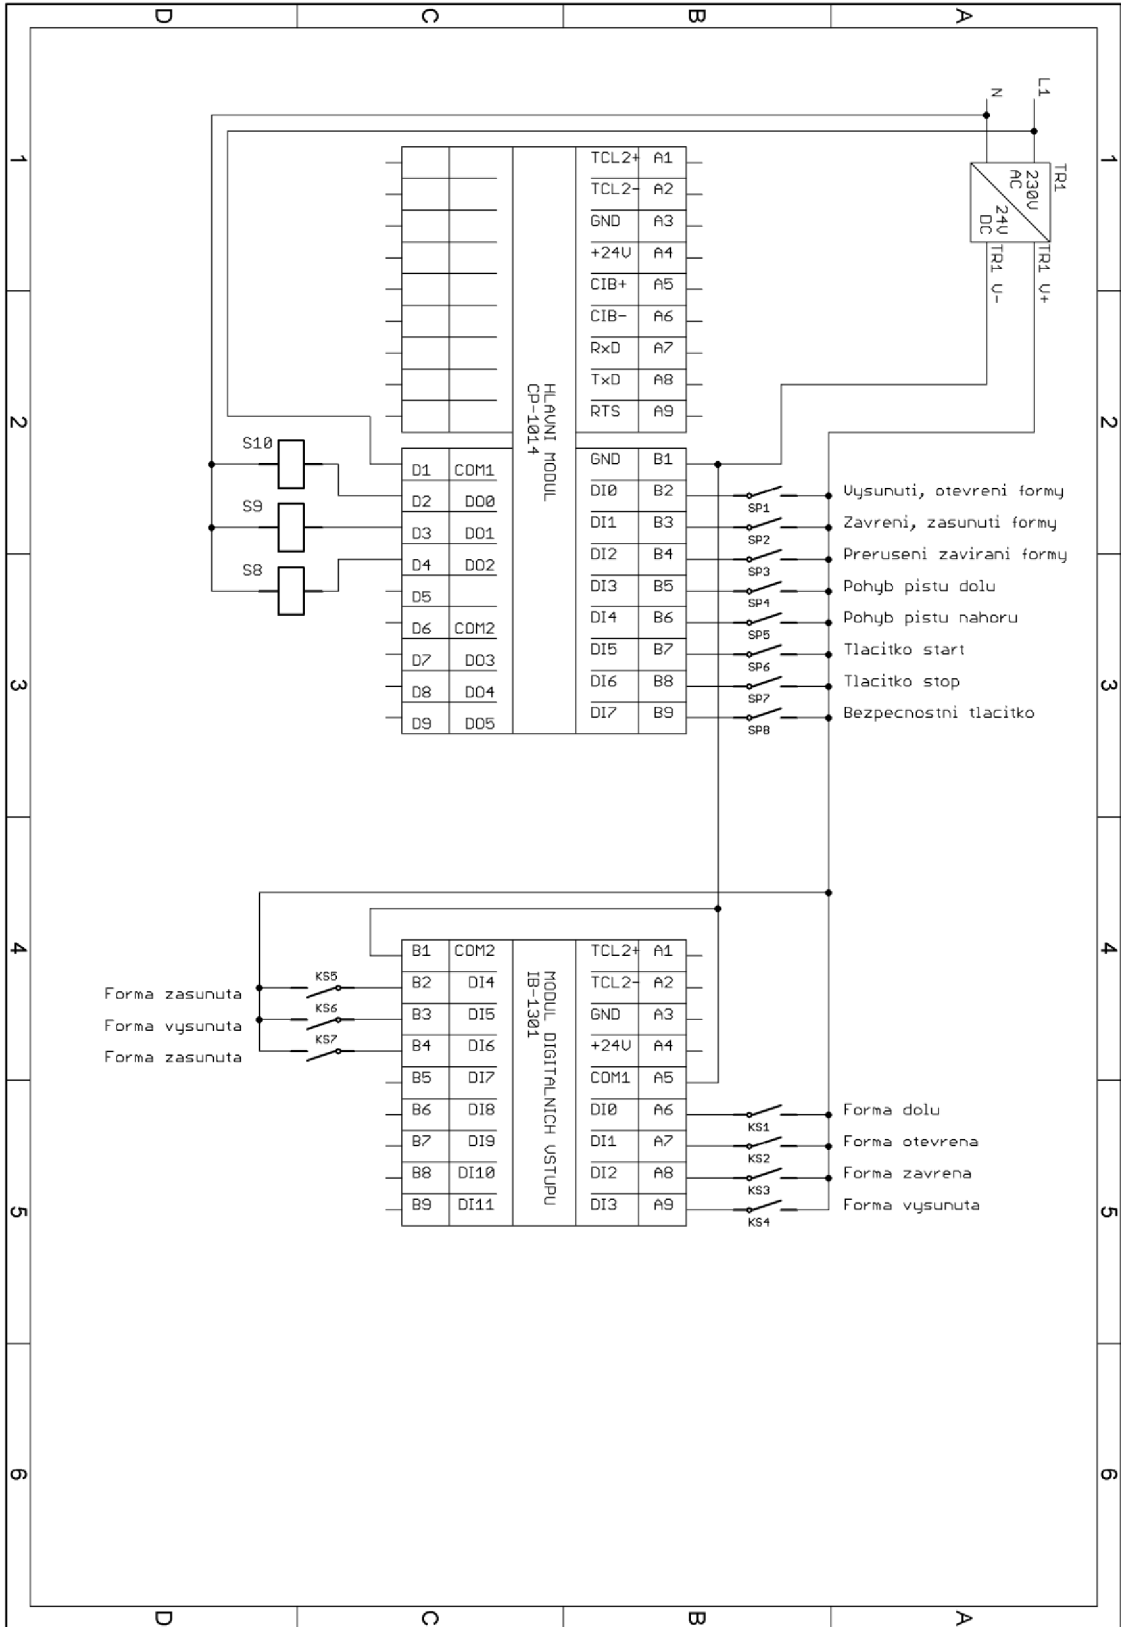 D C B A
L1
N
TR1
230V AC
24V DC
TR1 V+
TR1 V-
1 1
TCL2+ A1
TCL2- A2
GND A3
+24V A4
CIB+ A5
CIB- A6
RxD A7
TxD A8
RTS A9
HLAVNI MODUL
CP-1014
2 2
S10
S9
S8
D1 COM1
D2 DO0
D3 DO1
D4 DO2
D5
D6 COM2
D7 DO3
D8 DO4
D9 DO5
GND B1
DI0 B2 SP1 Vysunuti, otevreni formy
DI1 B3 SP2 Zavreni, zasunuti formy
DI2 B4 SP3 Preruseni zavirani formy
DI3 B5 SP4 Pohyb pistu dolu
DI4 B6 SP5 Pohyb pistu nahoru
DI5 B7 SP6 Tlacitko start
DI6 B8 SP7 Tlacitko stop
DI7 B9 SP8 Bezpecnostni tlacitko
3 3
4 4
Forma zasunuta KS5
Forma vysunuta KS6
Forma zasunuta KS7
B1 COM2
B2 DI4
B3 DI5
B4 DI6
B5 DI7
B6 DI8
B7 DI9
B8 DI10
B9 DI11
MODUL DIGITALNICH VSTUPU
IB-1301
TCL2+ A1
TCL2- A2
GND A3
+24V A4
COM1 A5
DI0 A6 KS1 Forma dolu
DI1 A7 KS2 Forma otevrena
DI2 A8 KS3 Forma zavrena
DI3 A9 KS4 Forma vysunuta
5 5
6 6
D C B A